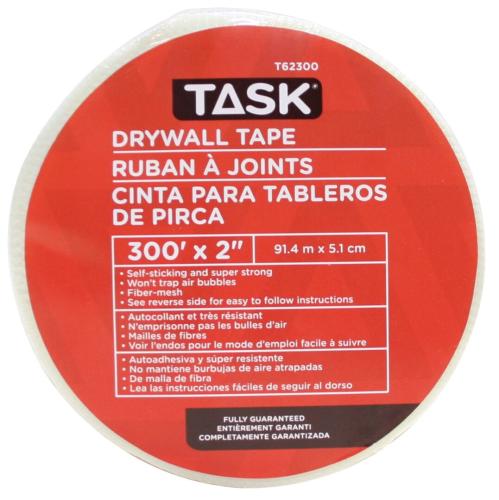 T62300
TASK®
DRYWALL TAPE
RUBAN À JOINTS
CINTA PARA TABLEROS
DE PIRCA
300' x 2" 91.4 m x 5.1 cm
• Self-sticking and super strong
• Won't trap air bubbles
• Fiber-mesh
• See reverse side for easy to follow instructions
• Autocollant et très résistant
• N'emprisonne pas les bulles d'air
• Mailles de fibres
• Voir l'endos pour le mode d'emploi facile à suivre
• Autoadhesiva y súper resistente
• No mantiene burbujas de aire atrapadas
• De malla de fibra
• Lea las instrucciones fáciles de seguir al dorso
FULLY GUARANTEED
ENTIÈREMENT GARANTI
COMPLETAMENTE GARANTIZADA